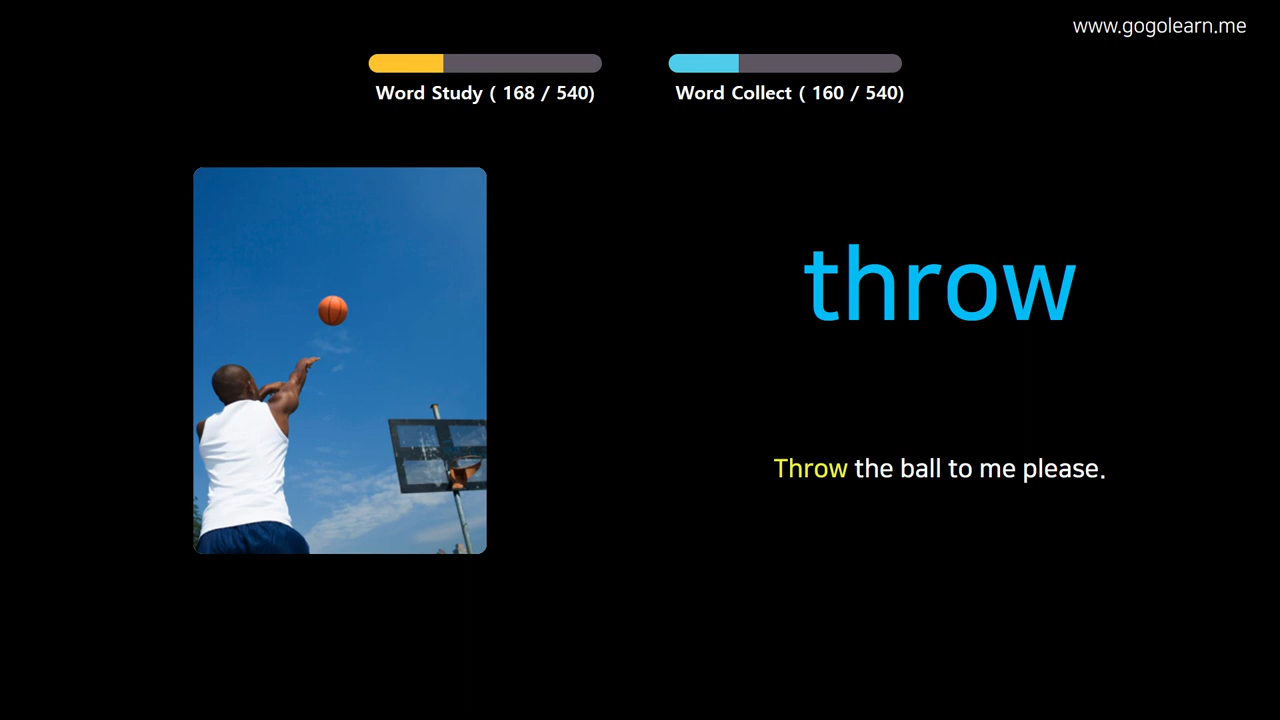 www.gogolearn.me
Word Study ( 168 / 540)
Word Collect ( 160 / 540)
throw
Throw the ball to me please.